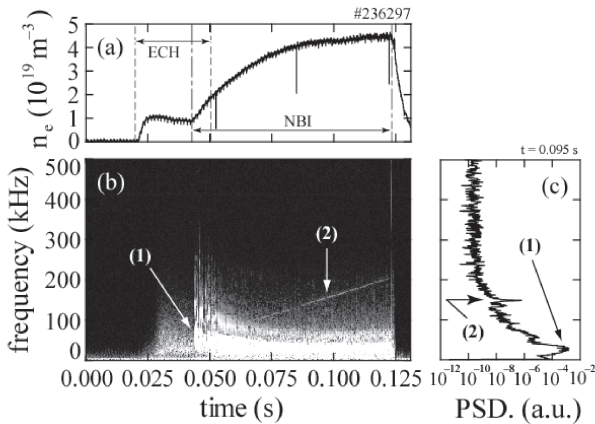 #236297
5
4
3
2
1
0
n_e (10^19 m^−3)
(a)
ECH
NBI
500
400
300
200
100
0
frequency (kHz)
(b)
(1)
(2)
0.000 0.025 0.050 0.075 0.100 0.125
time (s)
t = 0.095 s
(c)
(1)
(2)
10^−12 10^−10 10^−8 10^−6 10^−4 10^−2
PSD. (a.u.)